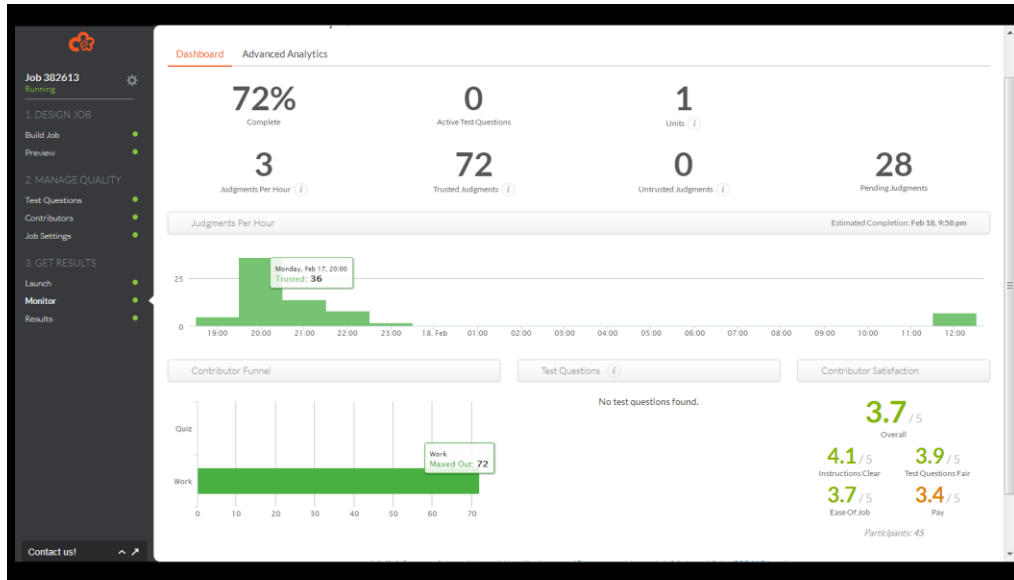 Dashboard Advanced Analytics
Job 382613
Running
72%
Complete
0
Active Test Questions
1
Units i
1. DESIGN JOB
Build Job
Preview
3
Judgments Per Hour i
72
Trusted Judgments i
0
Untrusted Judgments i
28
Pending Judgments
2. MANAGE QUALITY
Test Questions
Contributors
Job Settings
Judgments Per Hour Estimated Completion: Feb 18, 9:58 pm
3. GET RESULTS
Launch
Monitor
Results
25
0
Monday, Feb 17, 20:00
Trusted: 36
19:00 20:00 21:00 22:00 23:00 18. Feb 01:00 02:00 03:00 04:00 05:00 06:00 07:00 08:00 09:00 10:00 11:00 12:00
Contributor Funnel
Quiz
Work
Work
Maxed Out: 72
0 10 20 30 40 50 60 70
Test Questions i
No test questions found.
Contributor Satisfaction
3.7 / 5
Overall
4.1 / 5 3.9 / 5
Instructions Clear Test Questions Fair
3.7 / 5 3.4 / 5
Ease Of Job Pay
Participants: 45
Contact us!